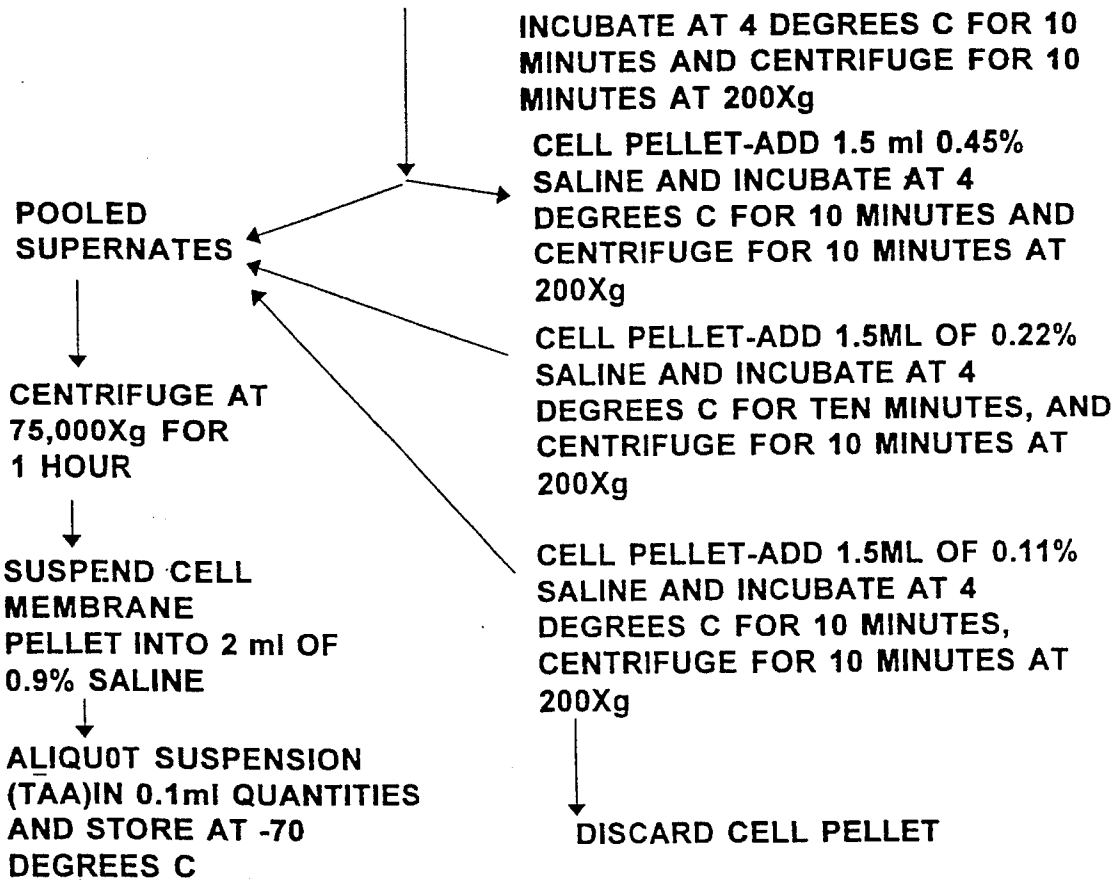 INCUBATE AT 4 DEGREES C FOR 10
MINUTES AND CENTRIFUGE FOR 10
MINUTES AT 200Xg
CELL PELLET-ADD 1.5 ml 0.45%
SALINE AND INCUBATE AT 4
DEGREES C FOR 10 MINUTES AND
CENTRIFUGE FOR 10 MINUTES AT
200Xg
POOLED
SUPERNATES
CELL PELLET-ADD 1.5ML OF 0.22%
SALINE AND INCUBATE AT 4
DEGREES C FOR TEN MINUTES, AND
CENTRIFUGE FOR 10 MINUTES AT
200Xg
CENTRIFUGE AT
75,000Xg FOR
1 HOUR
CELL PELLET-ADD 1.5ML OF 0.11%
SALINE AND INCUBATE AT 4
DEGREES C FOR 10 MINUTES,
CENTRIFUGE FOR 10 MINUTES AT
200Xg
SUSPEND CELL
MEMBRANE
PELLET INTO 2 ml OF
0.9% SALINE
ALIQUOT SUSPENSION
(TAA)IN 0.1ml QUANTITIES
AND STORE AT -70
DEGREES C
DISCARD CELL PELLET